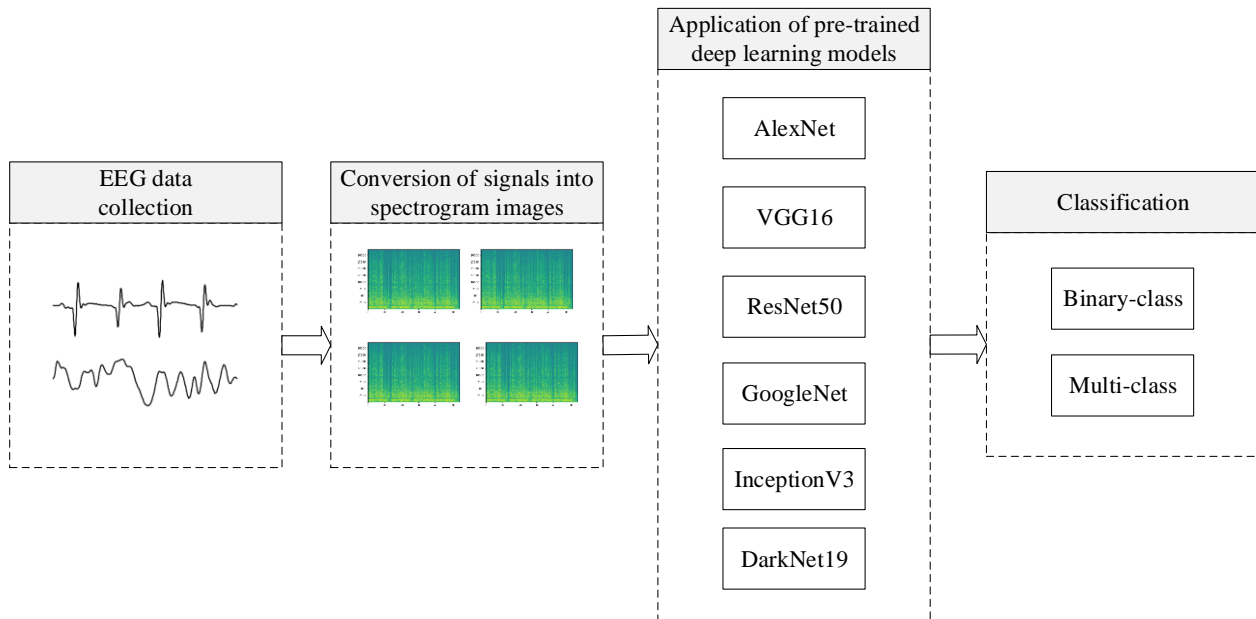 Application of pre-trained
deep learning models
AlexNet
VGG16
ResNet50
GoogleNet
InceptionV3
DarkNet19
EEG data
collection
Conversion of signals into
spectrogram images
Classification
Binary-class
Multi-class